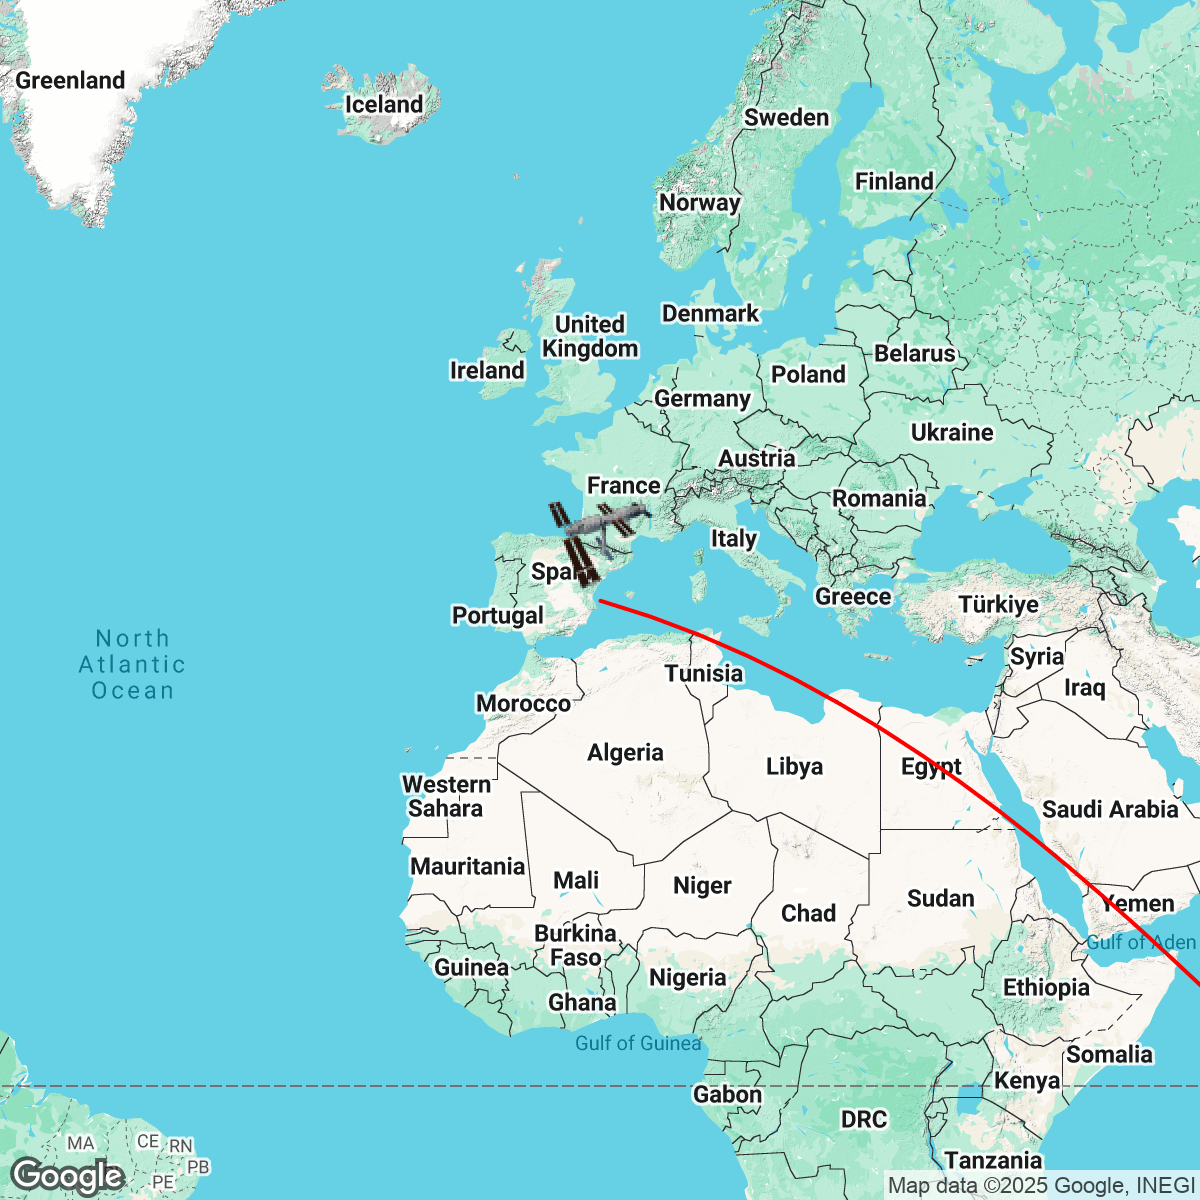 Greenland
Iceland
Sweden
Finland
Norway
Denmark
United
Kingdom
Ireland
Belarus
Poland
Germany
Ukraine
Austria
France
Romania
Italy
Spain
Greece
Türkiye
Portugal
North
Atlantic
Ocean
Syria
Tunisia
Iraq
Morocco
Algeria
Libya
Egypt
Western
Sahara
Saudi Arabia
Mauritania
Mali
Niger
Chad
Sudan
Yemen
Burkina
Faso
Gulf of Aden
Guinea
Nigeria
Ethiopia
Ghana
Gulf of Guinea
Somalia
Kenya
Gabon
DRC
MA
CE
RN
PB
PE
Tanzania
Google
Map data ©2025 Google, INEGI